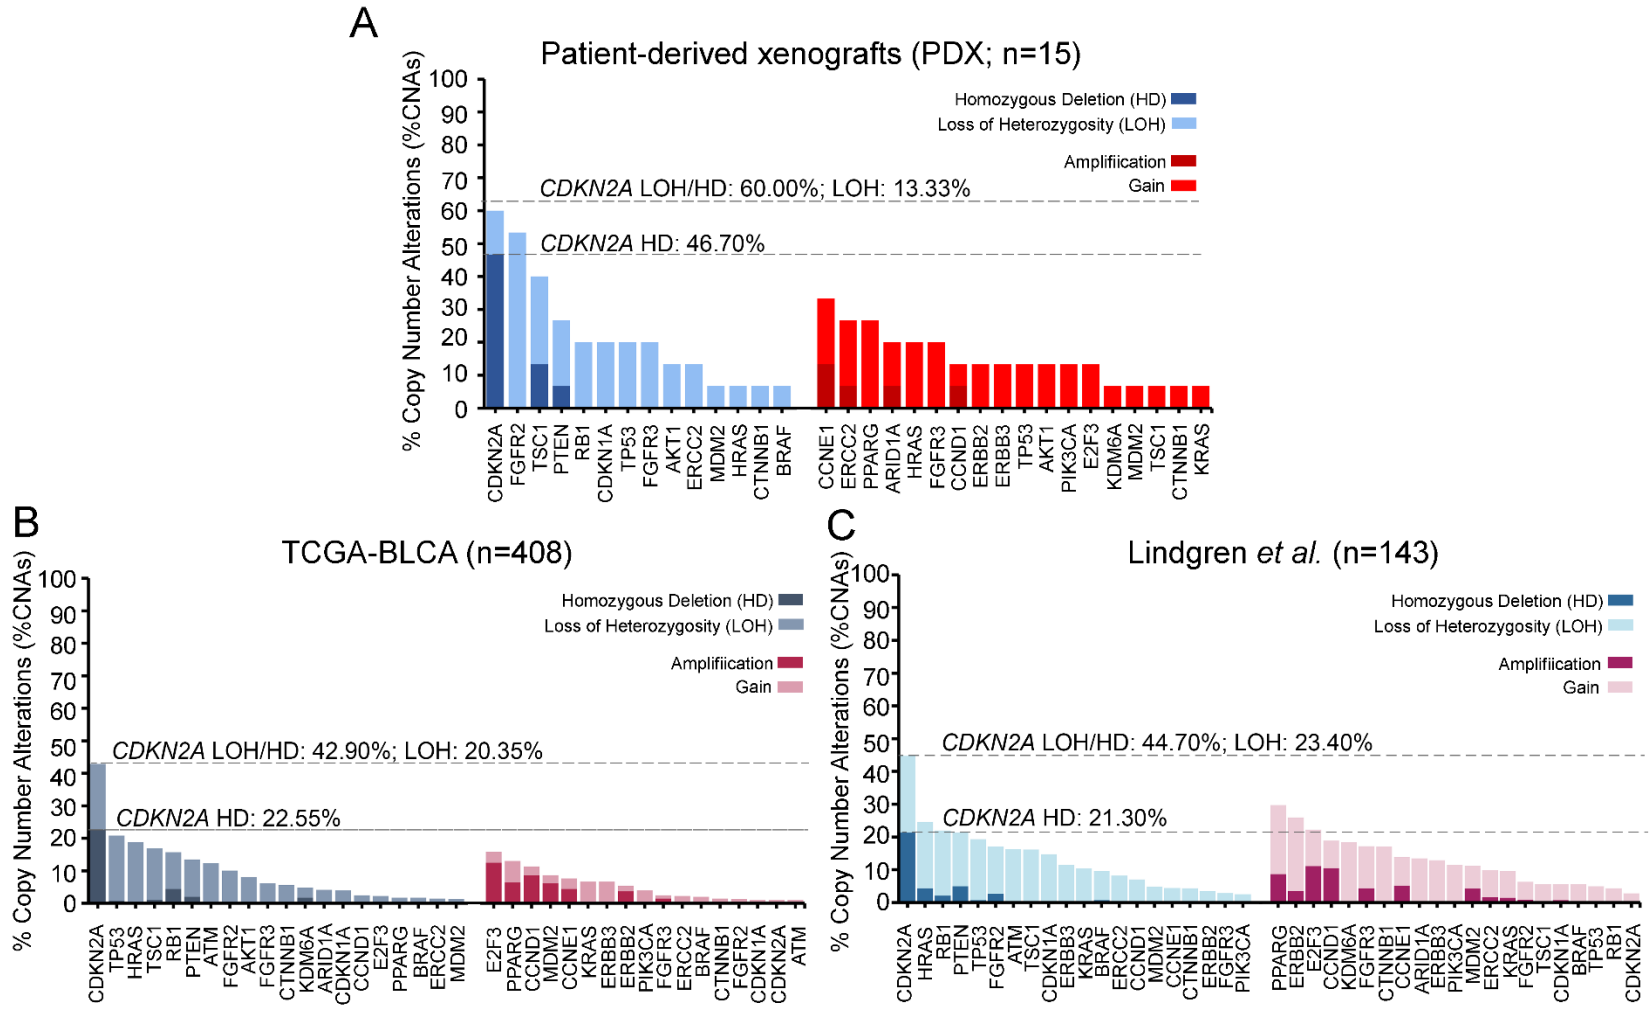 A
Patient-derived xenografts (PDX; n=15)
% Copy Number Alterations (%CNAs)
100
90
80
70
60
50
40
30
20
10
0
Homozygous Deletion (HD)
Loss of Heterozygosity (LOH)
Amplifiication
Gain
CDKN2A LOH/HD: 60.00%; LOH: 13.33%
CDKN2A HD: 46.70%
CDKN2A
FGFR2
TSC1
PTEN
RB1
CDKN1A
TP53
FGFR3
AKT1
ERCC2
MDM2
HRAS
CTNNB1
BRAF
CCNE1
ERCC2
PPARG
ARID1A
HRAS
FGFR3
CCND1
ERBB2
ERBB3
TP53
AKT1
PIK3CA
E2F3
KDM6A
MDM2
TSC1
CTNNB1
KRAS
B
TCGA-BLCA (n=408)
% Copy Number Alterations (%CNAs)
100
90
80
70
60
50
40
30
20
10
0
Homozygous Deletion (HD)
Loss of Heterozygosity (LOH)
Amplifiication
Gain
CDKN2A LOH/HD: 42.90%; LOH: 20.35%
CDKN2A HD: 22.55%
CDKN2A
TP53
HRAS
TSC1
RB1
PTEN
ATM
FGFR2
AKT1
FGFR3
CTNNB1
KDM6A
ARID1A
CDKN1A
CCND1
E2F3
PPARG
BRAF
ERCC2
MDM2
E2F3
PPARG
CCND1
MDM2
CCNE1
KRAS
ERBB3
ERBB2
PIK3CA
FGFR3
ERCC2
BRAF
CTNNB1
FGFR2
CDKN1A
CDKN2A
ATM
C
Lindgren et al. (n=143)
% Copy Number Alterations (%CNAs)
100
90
80
70
60
50
40
30
20
10
0
Homozygous Deletion (HD)
Loss of Heterozygosity (LOH)
Amplifiication
Gain
CDKN2A LOH/HD: 44.70%; LOH: 23.40%
CDKN2A HD: 21.30%
CDKN2A
HRAS
RB1
PTEN
TP53
FGFR2
ATM
TSC1
CDKN1A
ERBB3
KRAS
BRAF
ERCC2
CCND1
MDM2
CCNE1
CTNNB1
ERBB2
FGFR3
PIK3CA
PPARG
ERBB2
E2F3
CCND1
KDM6A
FGFR3
CTNNB1
CCNE1
ARID1A
ERBB3
PIK3CA
MDM2
ERCC2
KRAS
FGFR2
TSC1
CDKN1A
BRAF
TP53
RB1
CDKN2A